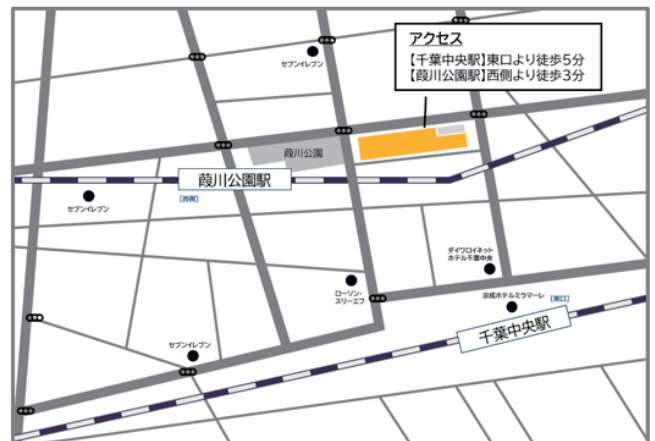 アクセス
【千葉中央駅】東口より徒歩5分
【葭川公園駅】西側より徒歩3分
セブンイレブン
葭川公園
葭川公園駅
[西側]
セブンイレブン
ダイワロイネット
ホテル千葉中央
ローソン・
スリーエフ
京成ホテルミラマーレ
[東口]
千葉中央駅
セブンイレブン